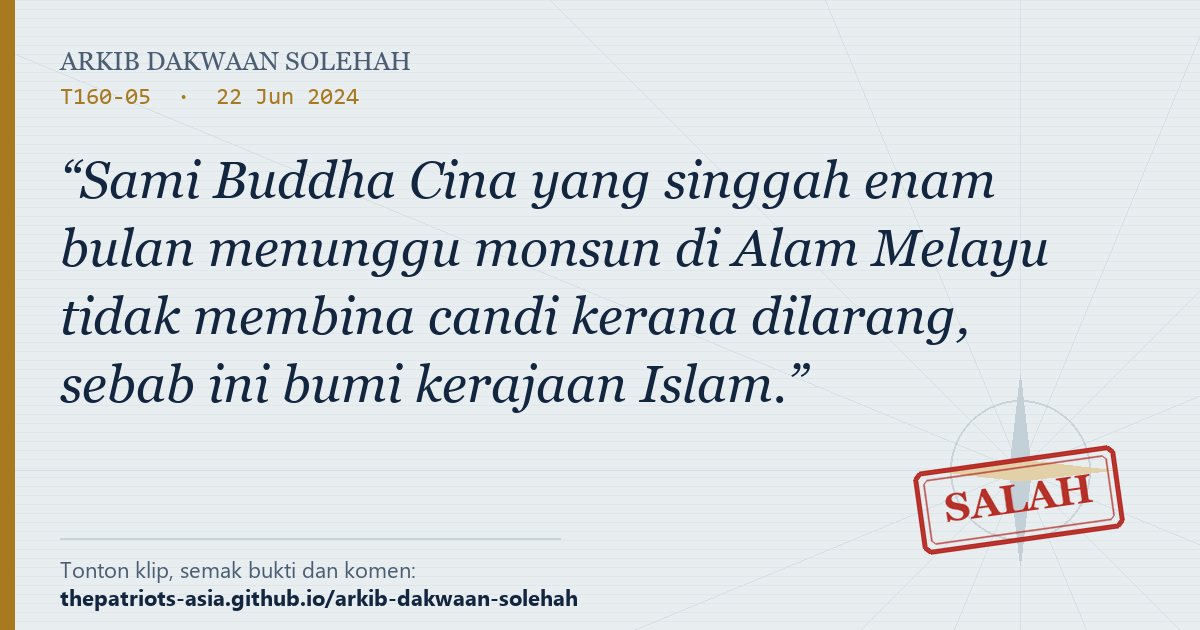 ARKIB DAKWAAN SOLEHAH
T160-05 · 22 Jun 2024
“Sami Buddha Cina yang singgah enam
bulan menunggu monsun di Alam Melayu
tidak membina candi kerana dilarang,
sebab ini bumi kerajaan Islam.”
SALAH
Tonton klip, semak bukti dan komen:
thepatriots-asia.github.io/arkib-dakwaan-solehah